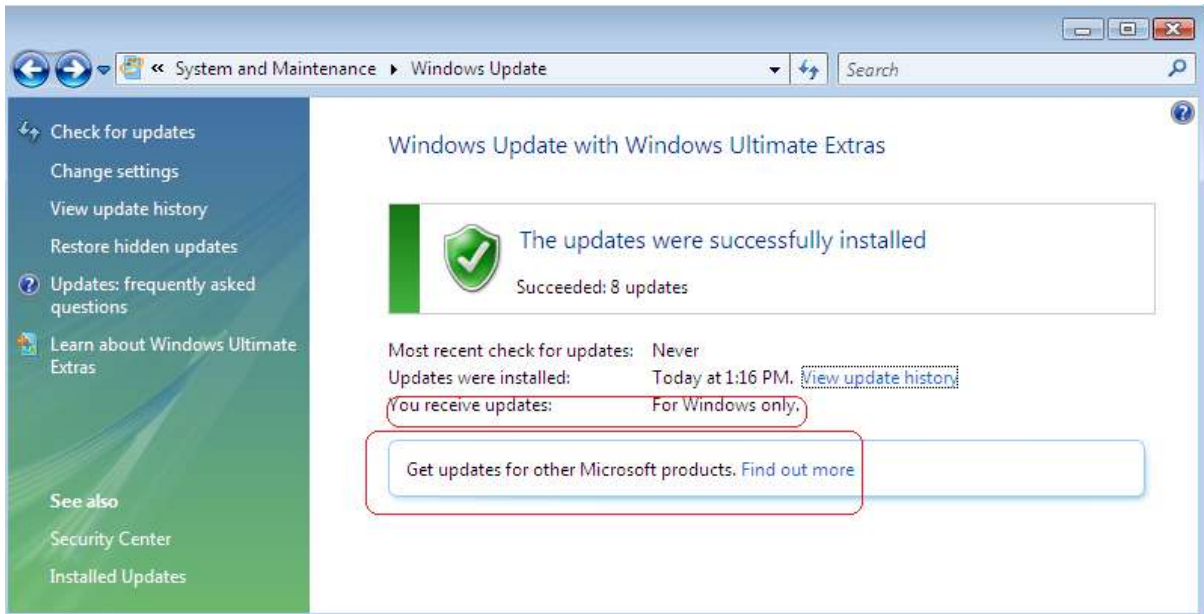 « System and Maintenance ▸ Windows Update
Search
Check for updates
Change settings
View update history
Restore hidden updates
Updates: frequently asked
questions
Learn about Windows Ultimate
Extras
See also
Security Center
Installed Updates
Windows Update with Windows Ultimate Extras
The updates were successfully installed
Succeeded: 8 updates
Most recent check for updates: Never
Updates were installed: Today at 1:16 PM. View update history
You receive updates: For Windows only.
Get updates for other Microsoft products. Find out more